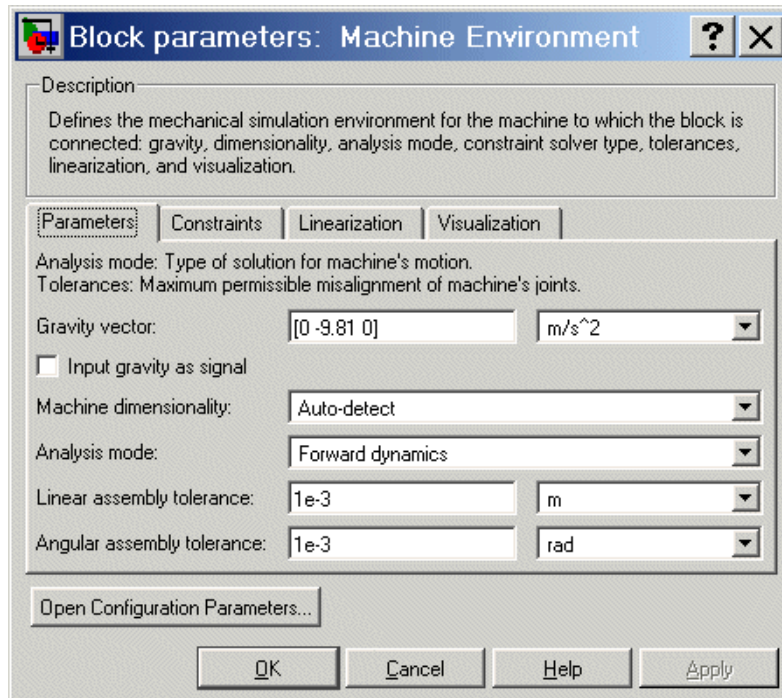 Block parameters: Machine Environment
Description
Defines the mechanical simulation environment for the machine to which the block is
connected: gravity, dimensionality, analysis mode, constraint solver type, tolerances,
linearization, and visualization.
Parameters Constraints Linearization Visualization
Analysis mode: Type of solution for machine's motion.
Tolerances: Maximum permissible misalignment of machine's joints.
Gravity vector: [0 -9.81 0] m/s^2
Input gravity as signal
Machine dimensionality: Auto-detect
Analysis mode: Forward dynamics
Linear assembly tolerance: 1e-3 m
Angular assembly tolerance: 1e-3 rad
Open Configuration Parameters...
OK Cancel Help Apply